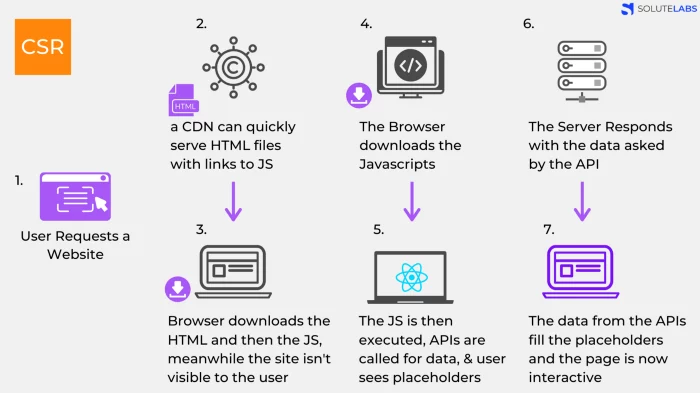 CSR
SOLUTELABS
1.
User Requests a
Website
2.
HTML
a CDN can quickly
serve HTML files
with links to JS
3.
Browser downloads the
HTML and then the JS,
meanwhile the site isn't
visible to the user
4.
The Browser
downloads the
Javascripts
5.
The JS is then
executed, APIs are
called for data, & user
sees placeholders
6.
The Server Responds
with the data asked
by the API
7.
The data from the APIs
fill the placeholders
and the page is now
interactive